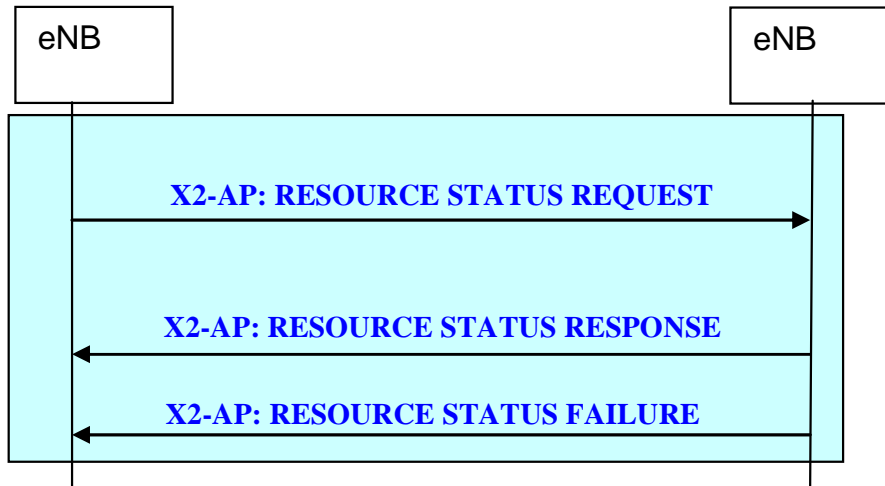 eNB
eNB
X2-AP: RESOURCE STATUS REQUEST
X2-AP: RESOURCE STATUS RESPONSE
X2-AP: RESOURCE STATUS FAILURE